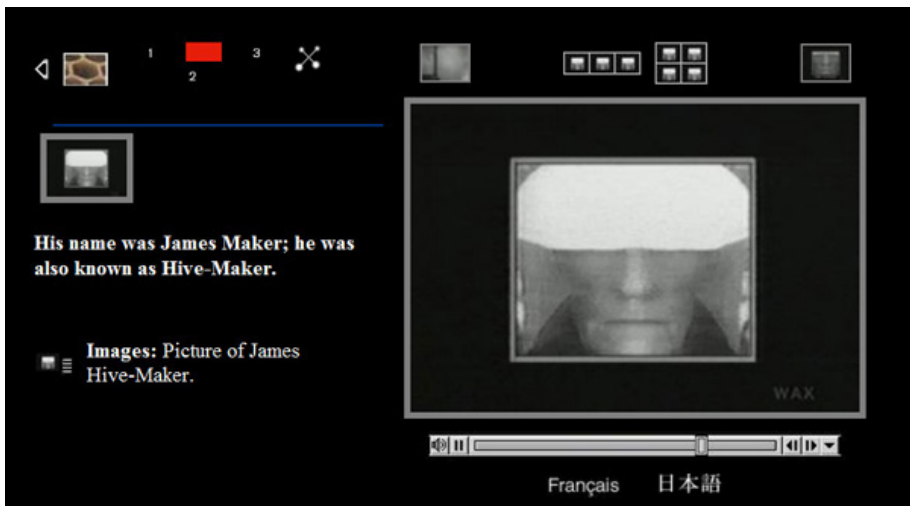 1
3
2
His name was James Maker; he was
also known as Hive-Maker.
Images: Picture of James
Hive-Maker.
WAX
Français 日本語